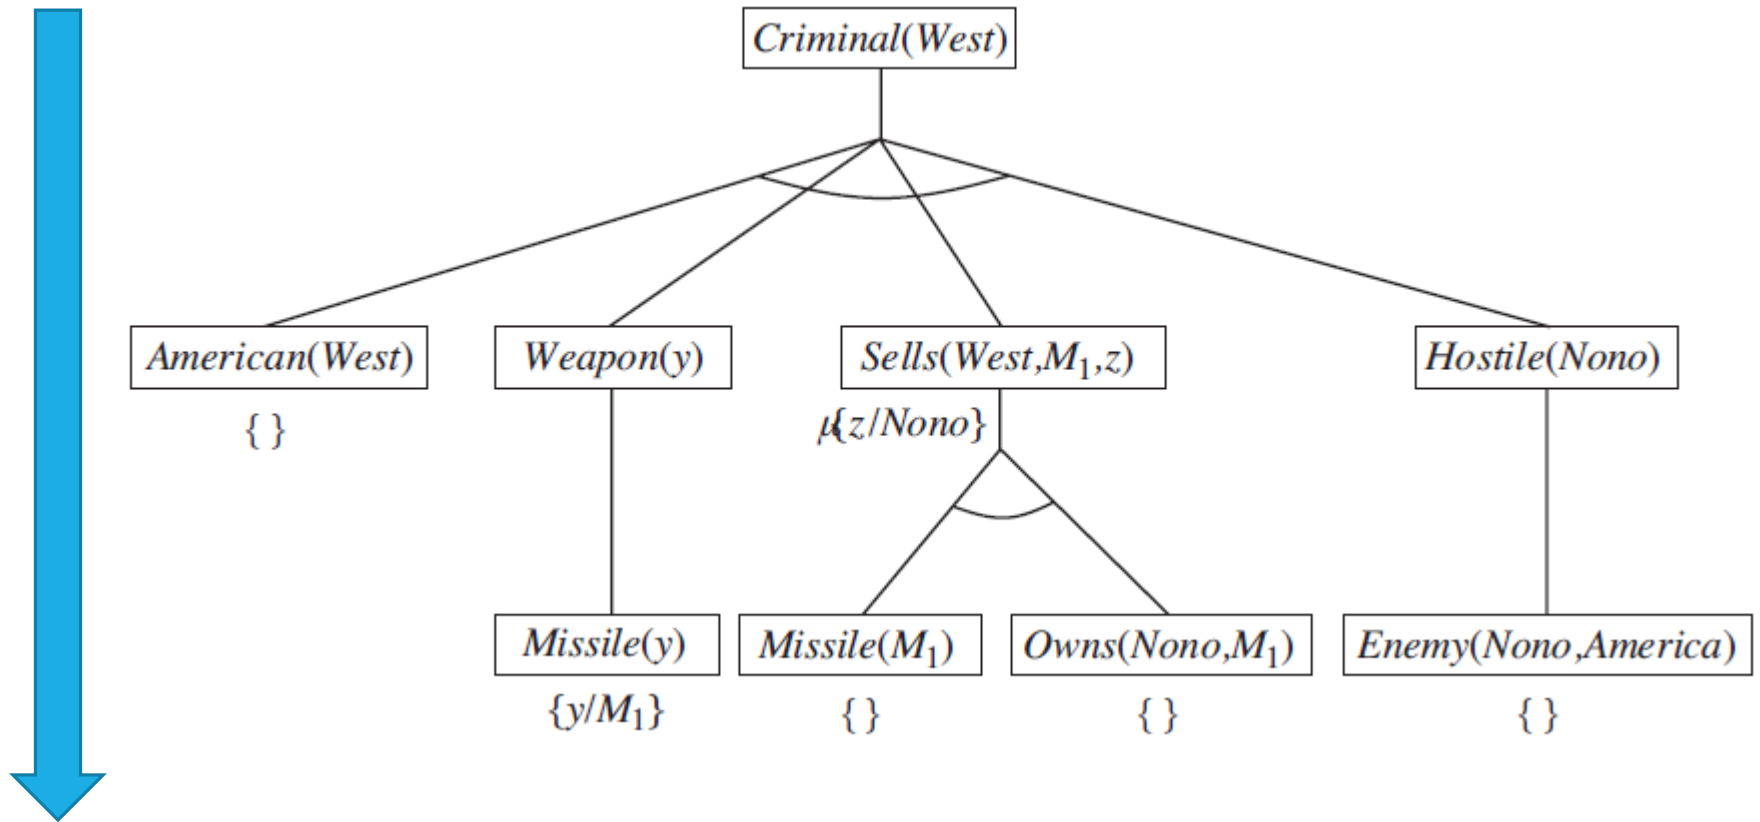 Criminal(West)
American(West) Weapon(y) Sells(West,M₁,z) Hostile(Nono)
{ } {z/Nono}
Missile(y) Missile(M₁) Owns(Nono,M₁) Enemy(Nono,America)
{y/M₁} { } { } { }